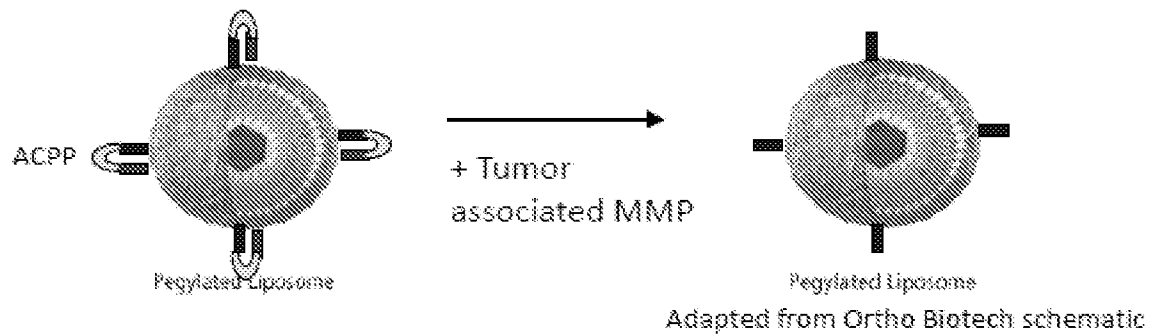 ACPP
+ Tumor
associated MMP
Pegylated Liposome
Pegylated Liposome
Adapted from Ortho Biotech schematic